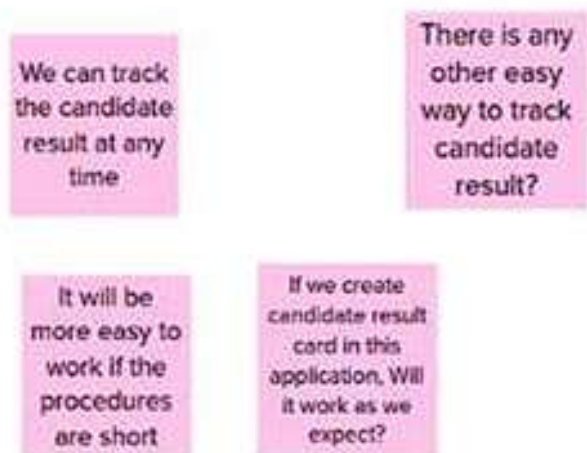 We can track
the candidate
result at any
time
There is any
other easy
way to track
candidate
result?
It will be
more easy to
work if the
procedures
are short
If we create
candidate result
card in this
application, Will
it work as we
expect?